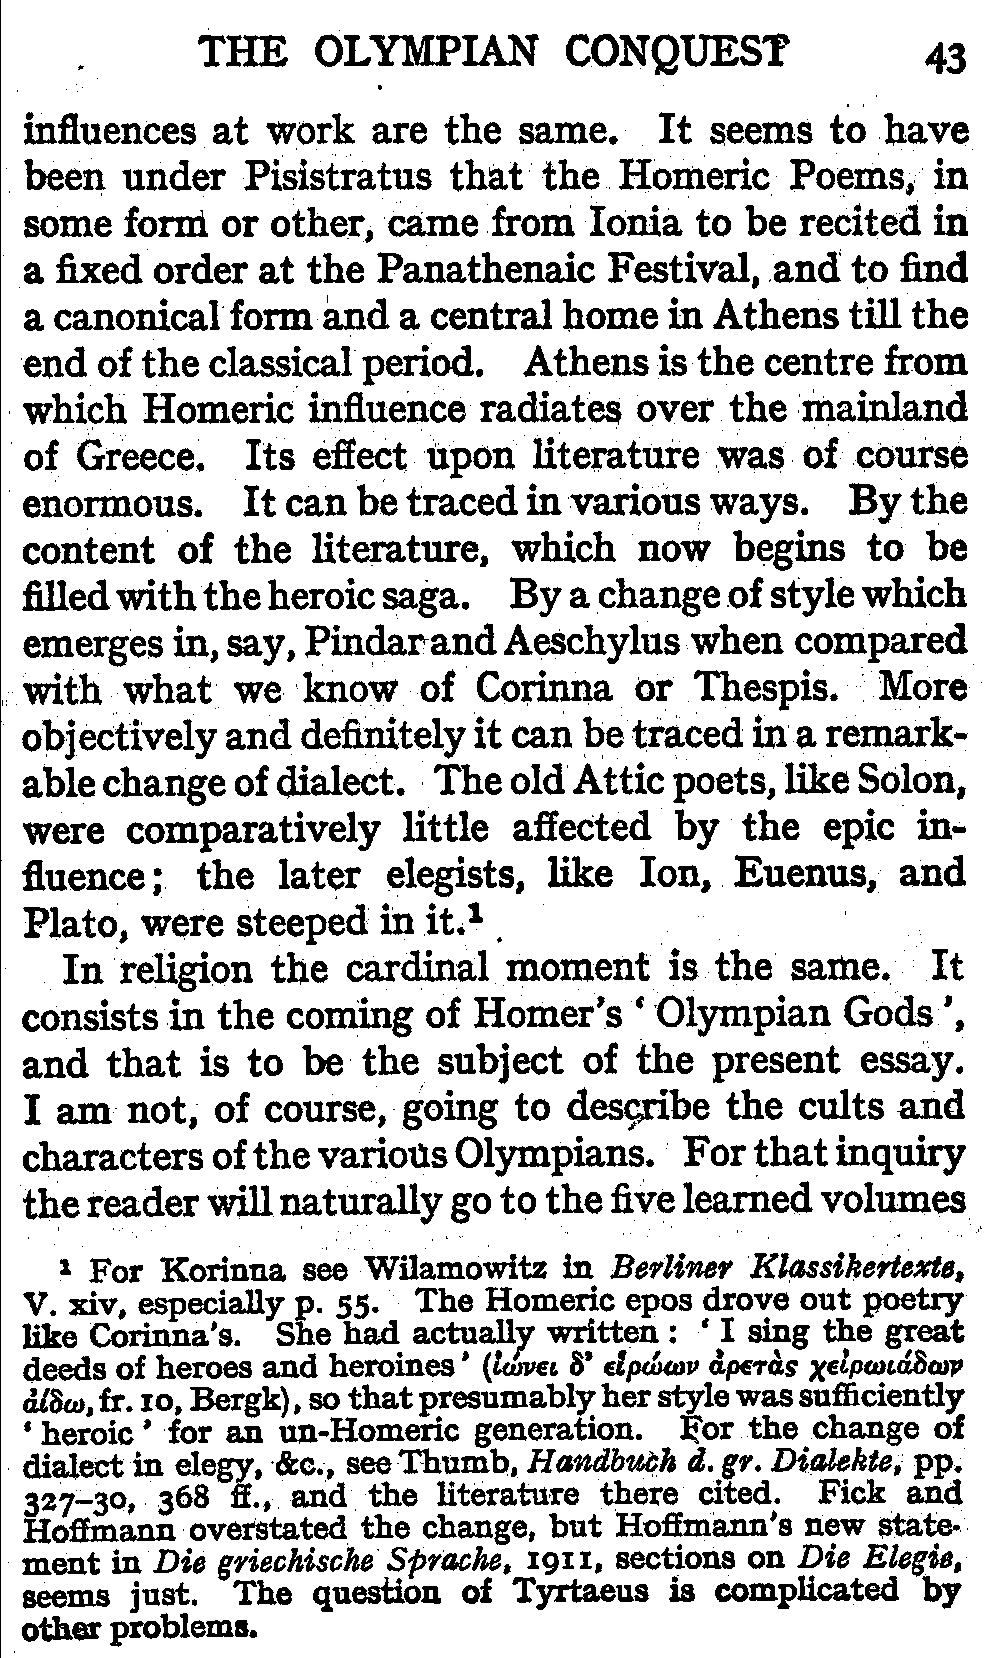 THE OLYMPIAN CONQUEST 43
influences at work are the same. It seems to have
been under Pisistratus that the Homeric Poems, in
some form or other, came from Ionia to be recited in
a fixed order at the Panathenaic Festival, and to find
a canonical form and a central home in Athens till the
end of the classical period. Athens is the centre from
which Homeric influence radiates over the mainland
of Greece. Its effect upon literature was of course
enormous. It can be traced in various ways. By the
content of the literature, which now begins to be
filled with the heroic saga. By a change of style which
emerges in, say, Pindar and Aeschylus when compared
with what we know of Corinna or Thespis. More
objectively and definitely it can be traced in a remark-
able change of dialect. The old Attic poets, like Solon,
were comparatively little affected by the epic in-
fluence; the later elegists, like Ion, Euenus, and
Plato, were steeped in it.¹
In religion the cardinal moment is the same. It
consists in the coming of Homer's ‘ Olympian Gods ’,
and that is to be the subject of the present essay.
I am not, of course, going to describe the cults and
characters of the various Olympians. For that inquiry
the reader will naturally go to the five learned volumes
¹ For Korinna see Wilamowitz in Berliner Klassikertexte,
V. xiv, especially p. 55. The Homeric epos drove out poetry
like Corinna's. She had actually written : ‘ I sing the great
deeds of heroes and heroines ’ (ἰώνει δ’ εἱρώων ἀρετὰς χεἰρωιάδων
ἀίδω, fr. 10, Bergk), so that presumably her style was sufficiently
‘ heroic ’ for an un-Homeric generation. For the change of
dialect in elegy, &c., see Thumb, Handbuch d. gr. Dialekte, pp.
327–30, 368 ff., and the literature there cited. Fick and
Hoffmann overstated the change, but Hoffmann's new state-
ment in Die griechische Sprache, 1911, sections on Die Elegie,
seems just. The question of Tyrtaeus is complicated by
other problems.